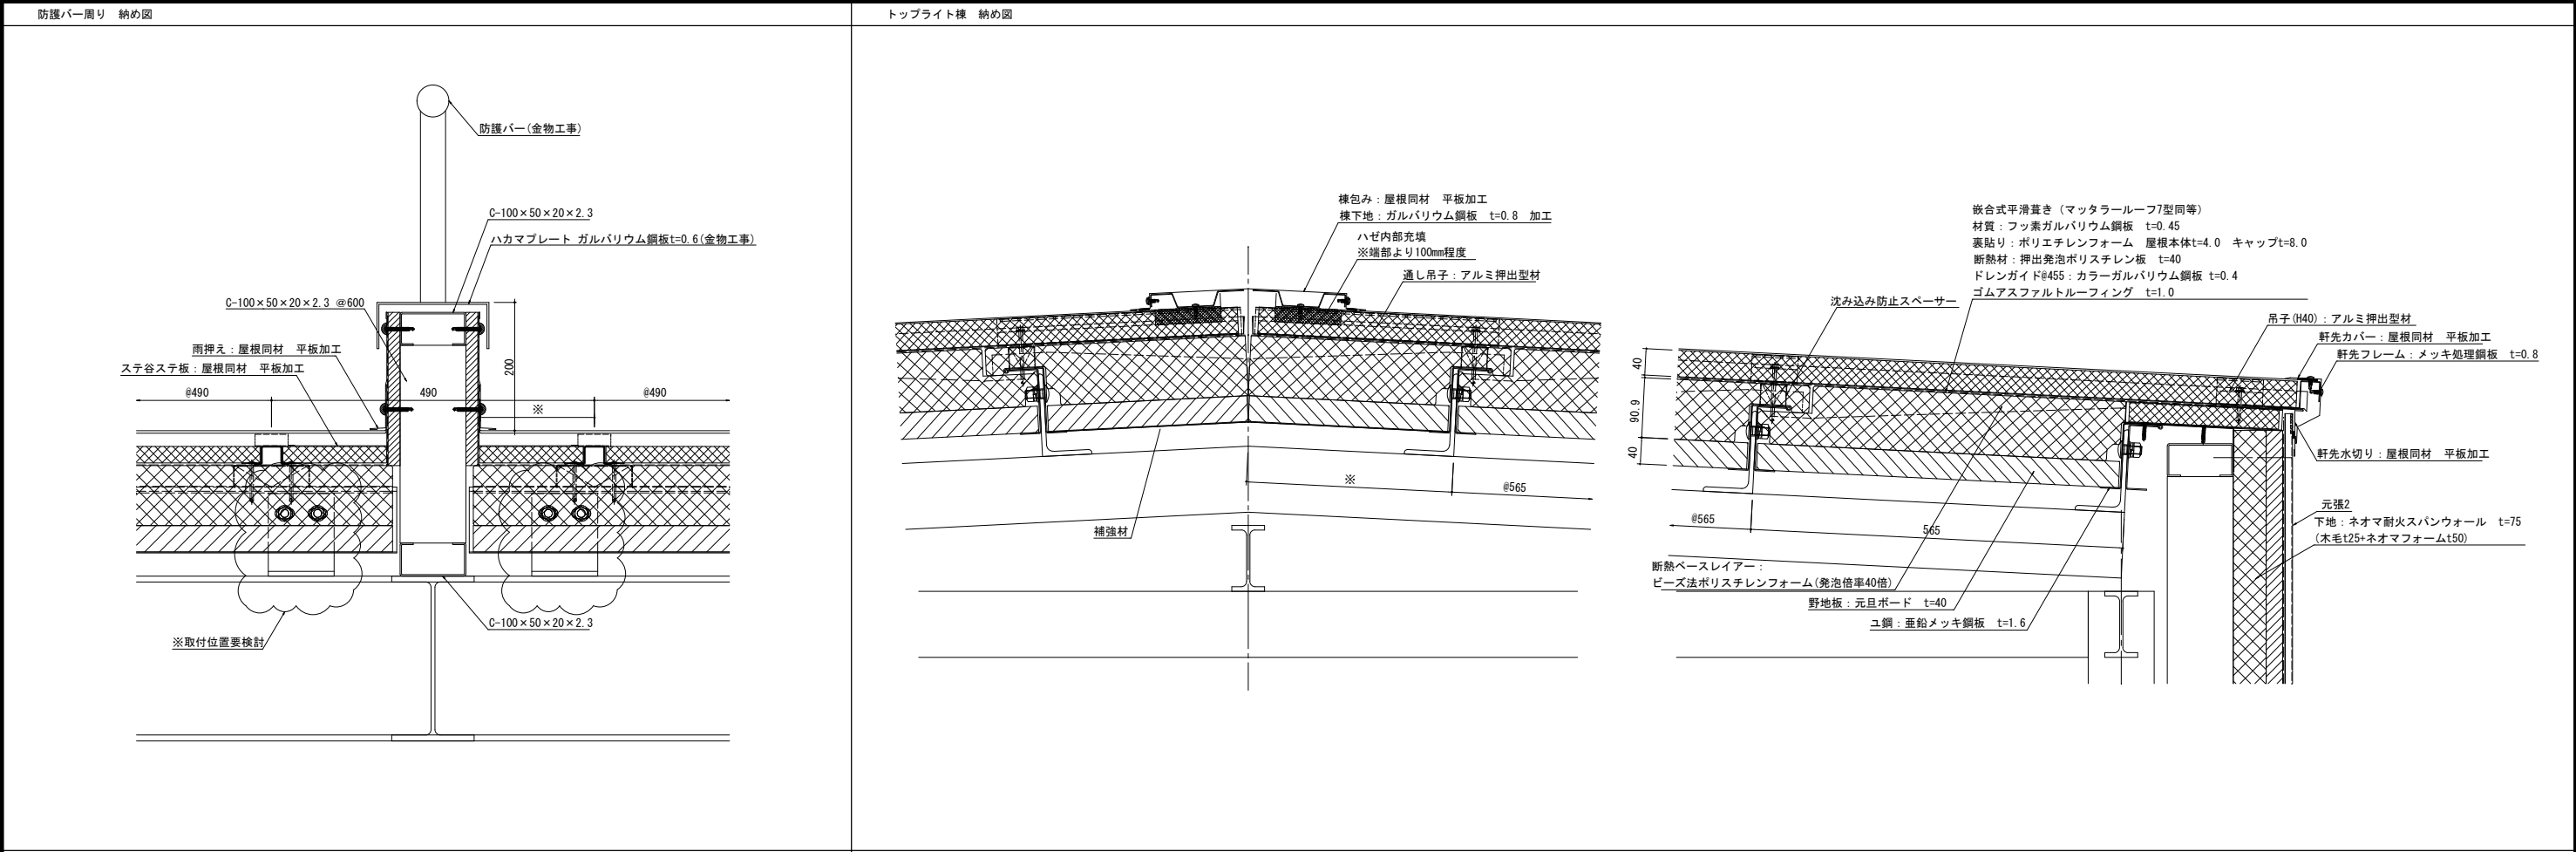 防護バー周り　納め図
防護バー(金物工事)
C-100×50×20×2.3
ハカマプレート ガルバリウム鋼板t=0.6(金物工事)
C-100×50×20×2.3 @600
雨押え：屋根同材　平板加工
ステ谷ステ板：屋根同材　平板加工
200
@490
490
@490
※
C-100×50×20×2.3
※取付位置要検討
トップライト棟　納め図
棟包み：屋根同材　平板加工
棟下地：ガルバリウム鋼板　t=0.8　加工
ハゼ内部充填
※端部より100mm程度
通し吊子：アルミ押出型材
※
@565
補強材
嵌合式平滑葺き（マッタラールーフ7型同等）
材質：フッ素ガルバリウム鋼板　t=0.45
裏貼り：ポリエチレンフォーム　屋根本体t=4.0　キャップt=8.0
断熱材：押出発泡ポリスチレン板　t=40
ドレンガイド@455：カラーガルバリウム鋼板 t=0.4
ゴムアスファルトルーフィング　t=1.0
沈み込み防止スペーサー
吊子(H40)：アルミ押出型材
軒先カバー：屋根同材　平板加工
軒先フレーム：メッキ処理鋼板　t=0.8
40
90.9
40
軒先水切り：屋根同材　平板加工
元張2
下地：ネオマ耐火スパンウォール　t=75
(木毛t25+ネオマフォームt50)
@565
565
断熱ベースレイアー：
ビーズ法ポリスチレンフォーム(発泡倍率40倍)
野地板：元旦ボード　t=40
ユ鋼：亜鉛メッキ鋼板　t=1.6